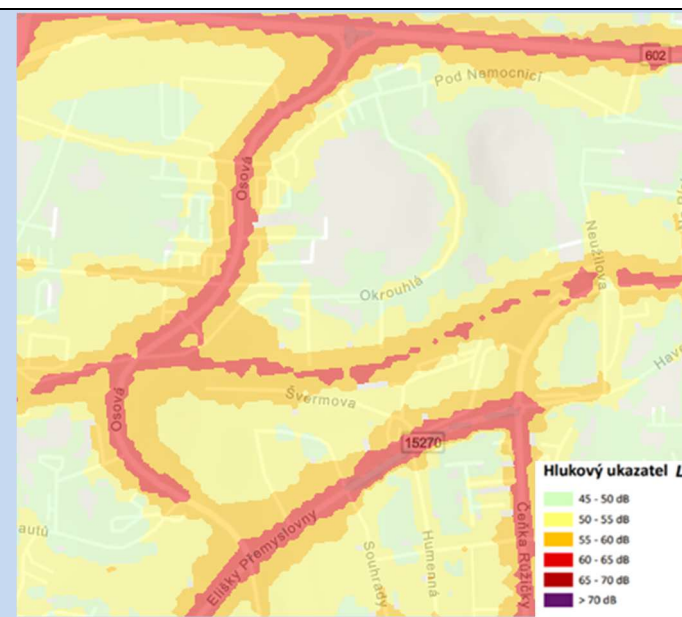 602
Pod Nemocnicí
Osová
Neužilova
Okrouhlá
Švermova
Osová
15270
autů
Elišky Přemyslovny
Souhrady
Humenná
Čeňka Růžičky
Hlukový ukazatel L
45 - 50 dB
50 - 55 dB
55 - 60 dB
60 - 65 dB
65 - 70 dB
> 70 dB